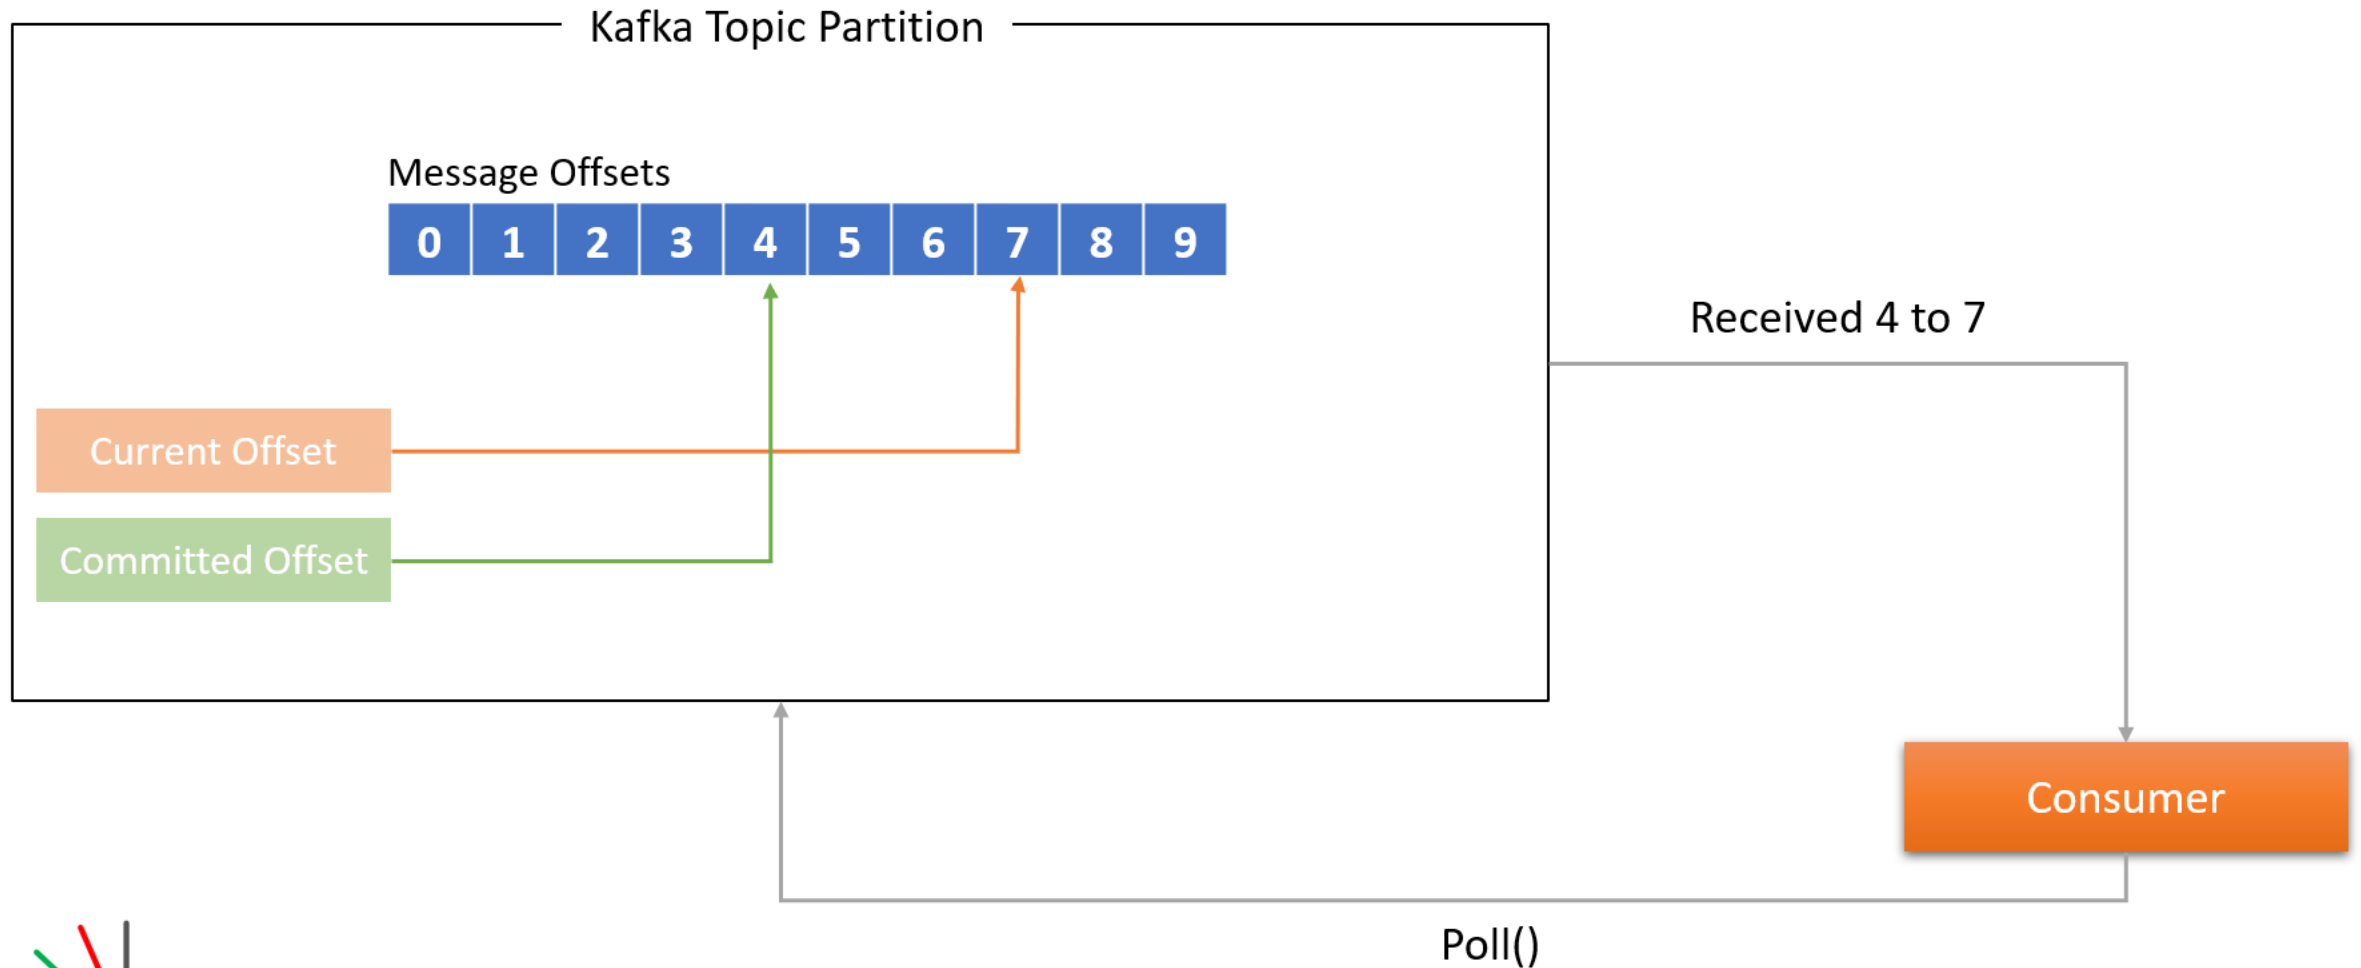 Kafka Topic Partition
Message Offsets
0 1 2 3 4 5 6 7 8 9
Received 4 to 7
Current Offset
Committed Offset
Consumer
Poll()